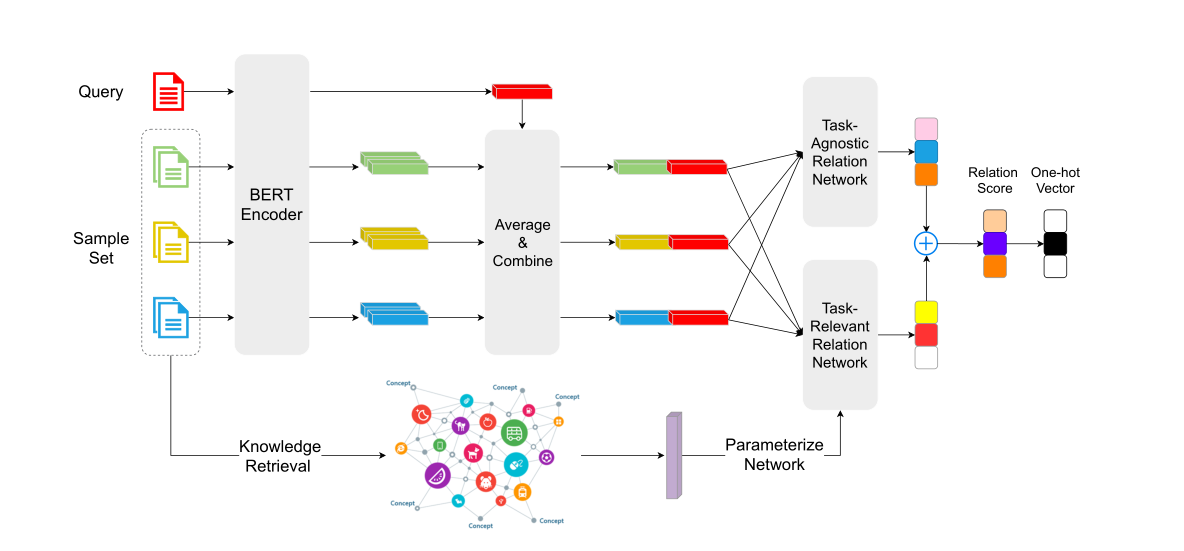 Query
Sample
Set
BERT
Encoder
Average
&
Combine
Task-
Agnostic
Relation
Network
Task-
Relevant
Relation
Network
Relation
Score
One-hot
Vector
Knowledge
Retrieval
Concept
Concept
Concept
Concept
Concept
Concept
Parameterize
Network